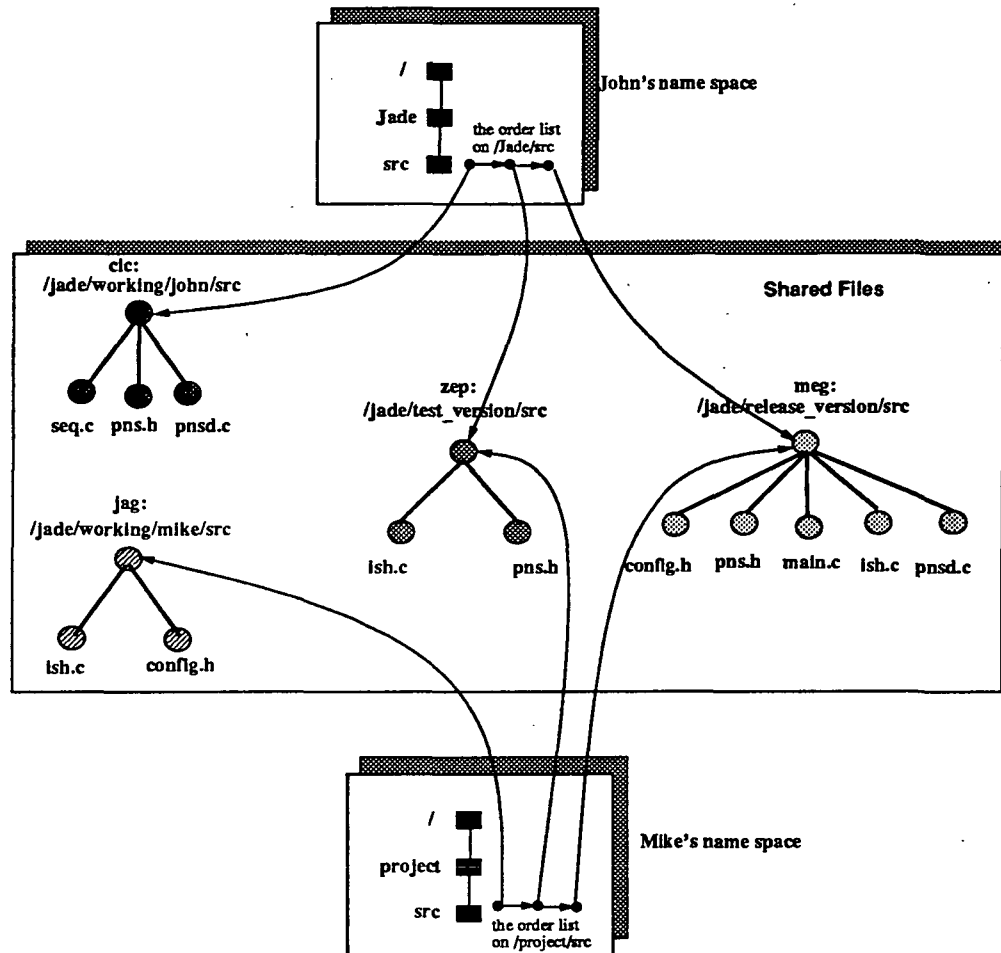 /
John's name space
Jade
the order list
on /Jade/src
src
cic:
/jade/working/john/src
Shared Files
seq.c pns.h pnsd.c
zep:
/jade/test_version/src
meg:
/jade/release_version/src
jag:
/jade/working/mike/src
ish.c pns.h
config.h pns.h main.c ish.c pnsd.c
ish.c config.h
/
Mike's name space
project
src
the order list
on /project/src